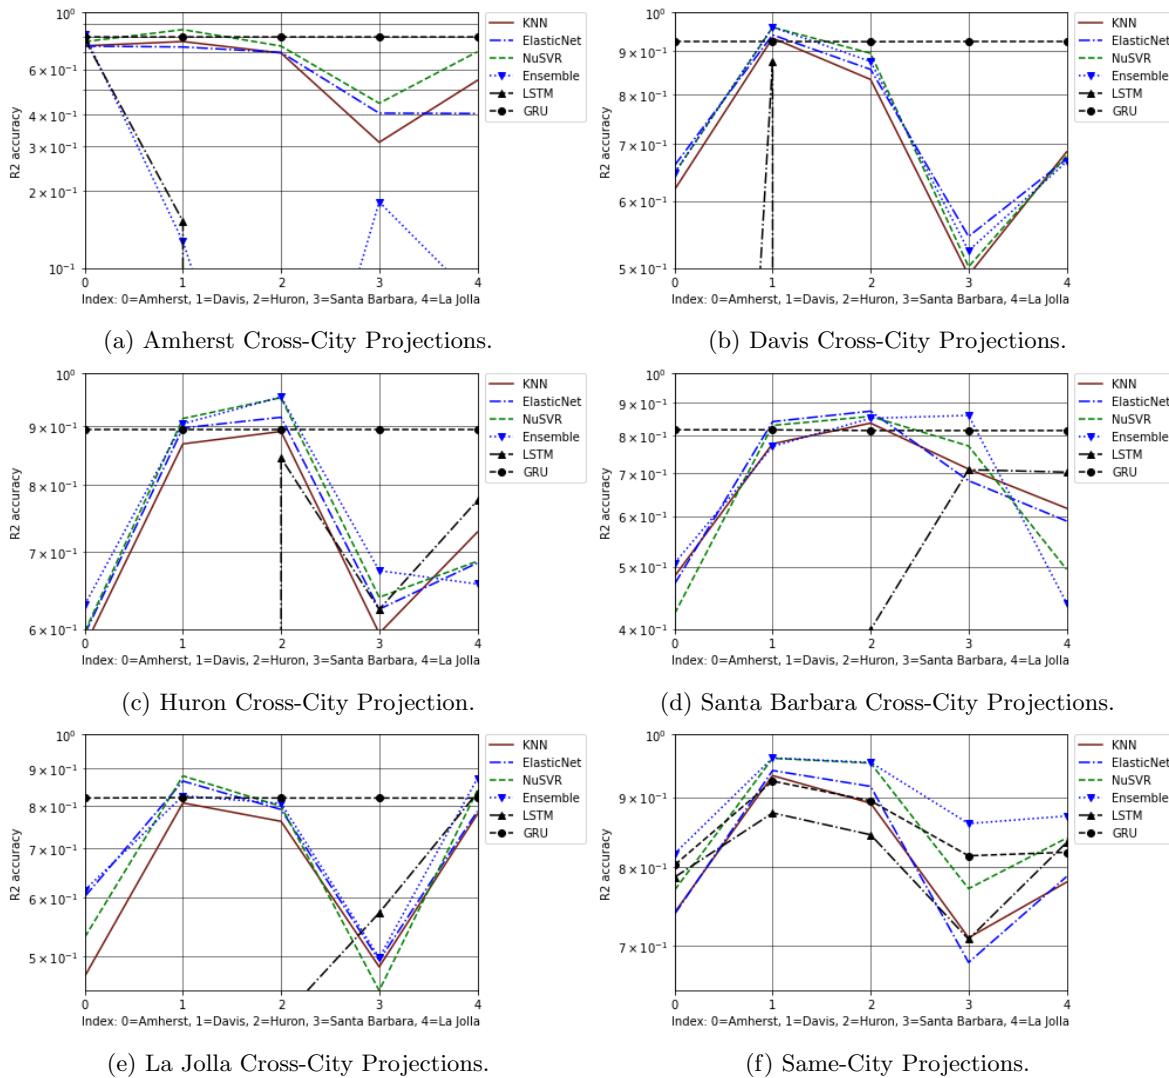 10⁰
6 × 10⁻¹
4 × 10⁻¹
3 × 10⁻¹
2 × 10⁻¹
10⁻¹
R2 accuracy
0 1 2 3 4
Index: 0=Amherst, 1=Davis, 2=Huron, 3=Santa Barbara, 4=La Jolla
KNN
ElasticNet
NuSVR
Ensemble
LSTM
GRU
(a) Amherst Cross-City Projections.
10⁰
9 × 10⁻¹
8 × 10⁻¹
7 × 10⁻¹
6 × 10⁻¹
5 × 10⁻¹
R2 accuracy
0 1 2 3 4
Index: 0=Amherst, 1=Davis, 2=Huron, 3=Santa Barbara, 4=La Jolla
KNN
ElasticNet
NuSVR
Ensemble
LSTM
GRU
(b) Davis Cross-City Projections.
10⁰
9 × 10⁻¹
8 × 10⁻¹
7 × 10⁻¹
6 × 10⁻¹
R2 accuracy
0 1 2 3 4
Index: 0=Amherst, 1=Davis, 2=Huron, 3=Santa Barbara, 4=La Jolla
KNN
ElasticNet
NuSVR
Ensemble
LSTM
GRU
(c) Huron Cross-City Projection.
10⁰
9 × 10⁻¹
8 × 10⁻¹
7 × 10⁻¹
6 × 10⁻¹
5 × 10⁻¹
4 × 10⁻¹
R2 accuracy
0 1 2 3 4
Index: 0=Amherst, 1=Davis, 2=Huron, 3=Santa Barbara, 4=La Jolla
KNN
ElasticNet
NuSVR
Ensemble
LSTM
GRU
(d) Santa Barbara Cross-City Projections.
10⁰
9 × 10⁻¹
8 × 10⁻¹
7 × 10⁻¹
6 × 10⁻¹
5 × 10⁻¹
R2 accuracy
0 1 2 3 4
Index: 0=Amherst, 1=Davis, 2=Huron, 3=Santa Barbara, 4=La Jolla
KNN
ElasticNet
NuSVR
Ensemble
LSTM
GRU
(e) La Jolla Cross-City Projections.
10⁰
9 × 10⁻¹
8 × 10⁻¹
7 × 10⁻¹
R2 accuracy
0 1 2 3 4
Index: 0=Amherst, 1=Davis, 2=Huron, 3=Santa Barbara, 4=La Jolla
KNN
ElasticNet
NuSVR
Ensemble
LSTM
GRU
(f) Same-City Projections.